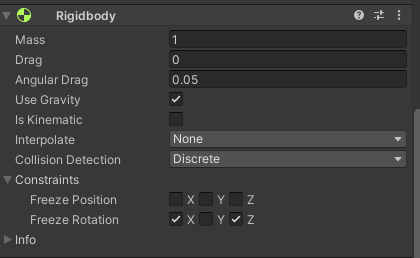 Rigidbody
Mass 1
Drag 0
Angular Drag 0.05
Use Gravity
Is Kinematic
Interpolate None
Collision Detection Discrete
Constraints
Freeze Position X Y Z
Freeze Rotation X Y Z
Info